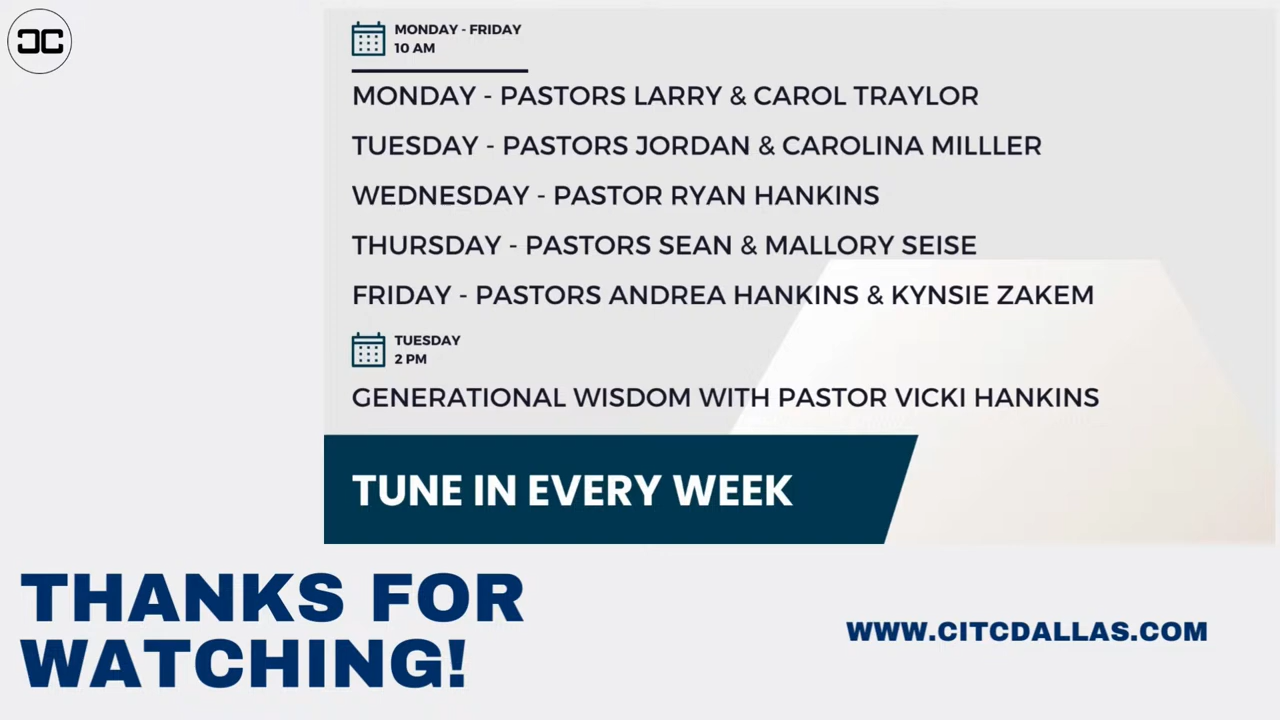 MONDAY - FRIDAY
10 AM
MONDAY - PASTORS LARRY & CAROL TRAYLOR
TUESDAY - PASTORS JORDAN & CAROLINA MILLLER
WEDNESDAY - PASTOR RYAN HANKINS
THURSDAY - PASTORS SEAN & MALLORY SEISE
FRIDAY - PASTORS ANDREA HANKINS & KYNSIE ZAKEM
TUESDAY
2 PM
GENERATIONAL WISDOM WITH PASTOR VICKI HANKINS
TUNE IN EVERY WEEK
THANKS FOR
WATCHING!
WWW.CITCDALLAS.COM